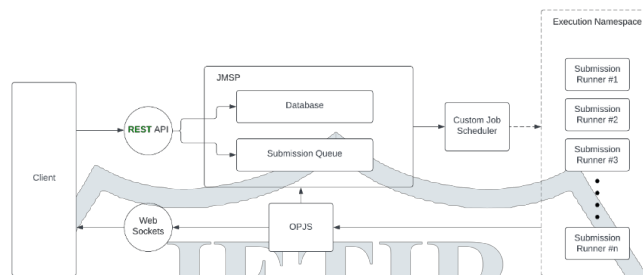 Execution Namespace
JMSP
Submission
Runner #1
Database
REST API
Custom Job
Scheduler
Submission
Runner #2
Submission Queue
Submission
Runner #3
Client
Web
Sockets
OPJS
Submission
Runner #n